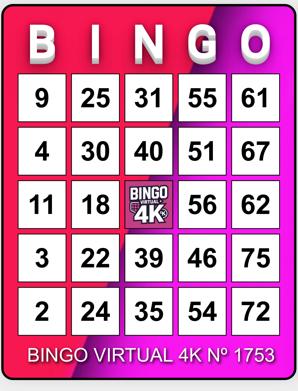 BINGO
9 25 31 55 61
4 30 40 51 67
11 18 BINGO VIRTUAL 4K 56 62
3 22 39 46 75
2 24 35 54 72
BINGO VIRTUAL 4K Nº 1753